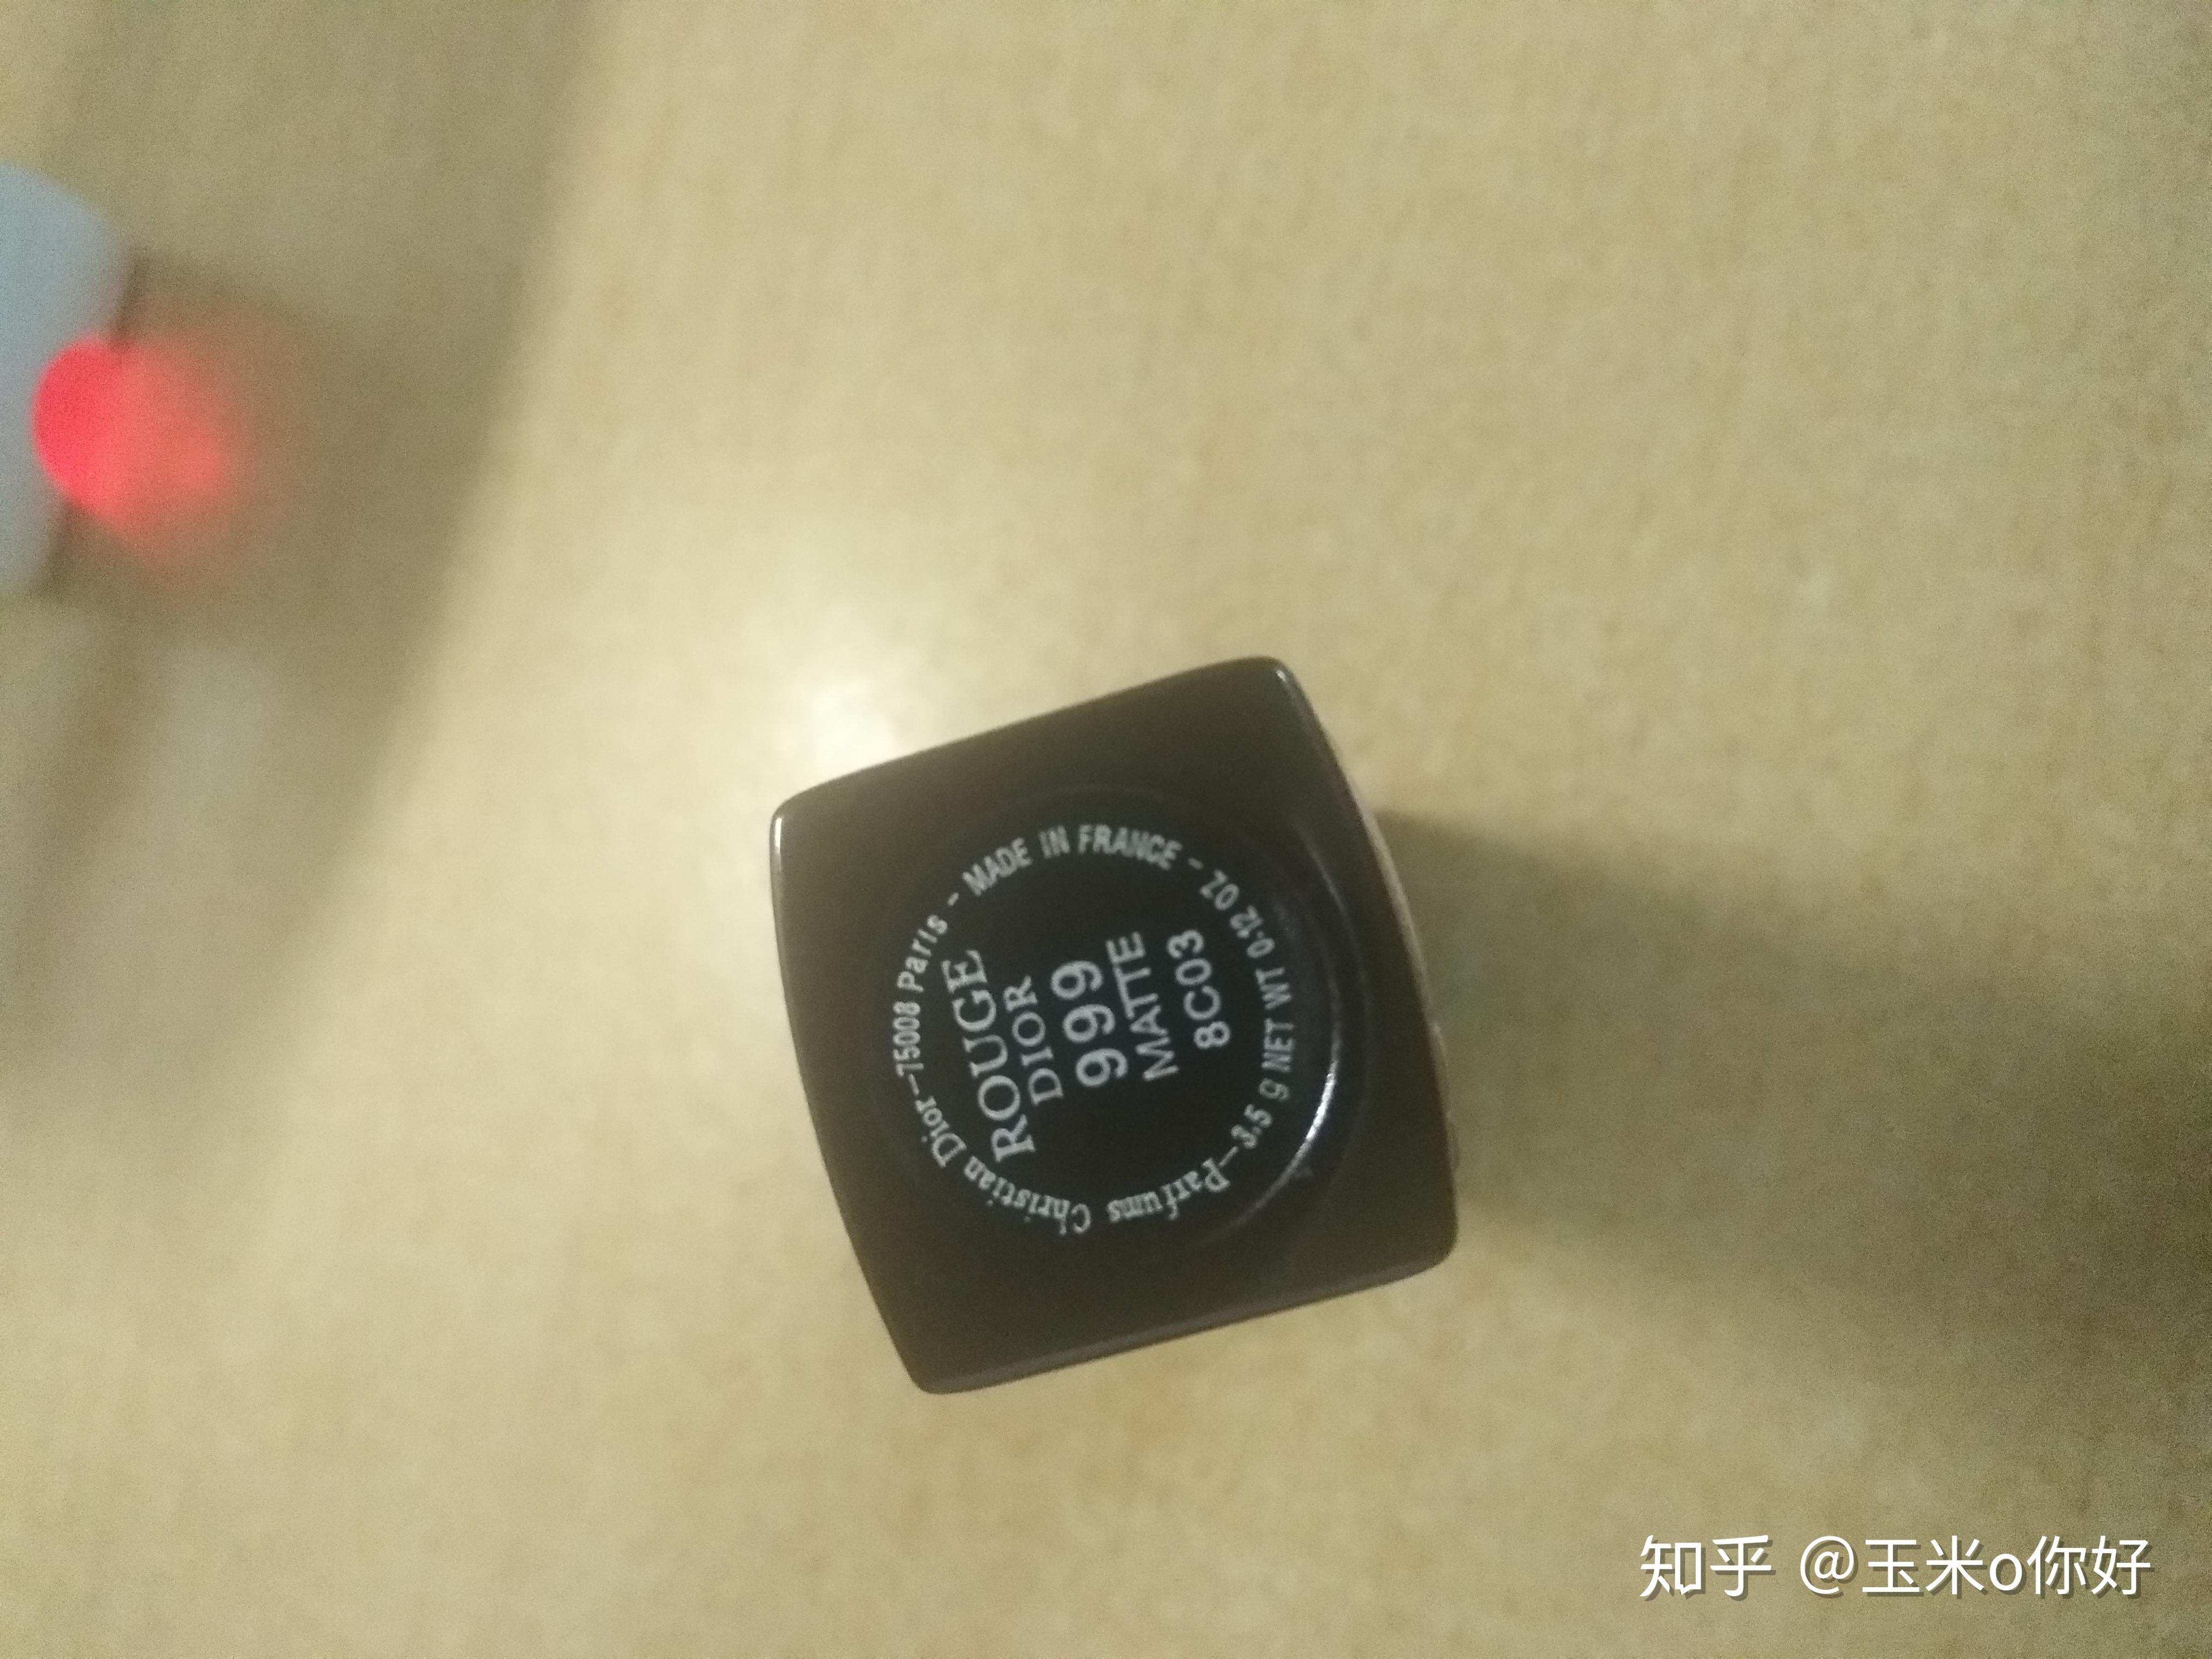 ROUGE
DIOR
999
MATTE
8C03
Parfums Christian Dior-75008 Paris - MADE IN FRANCE - 3.5 g NET WT 0.12 OZ
知乎 @玉米o你好